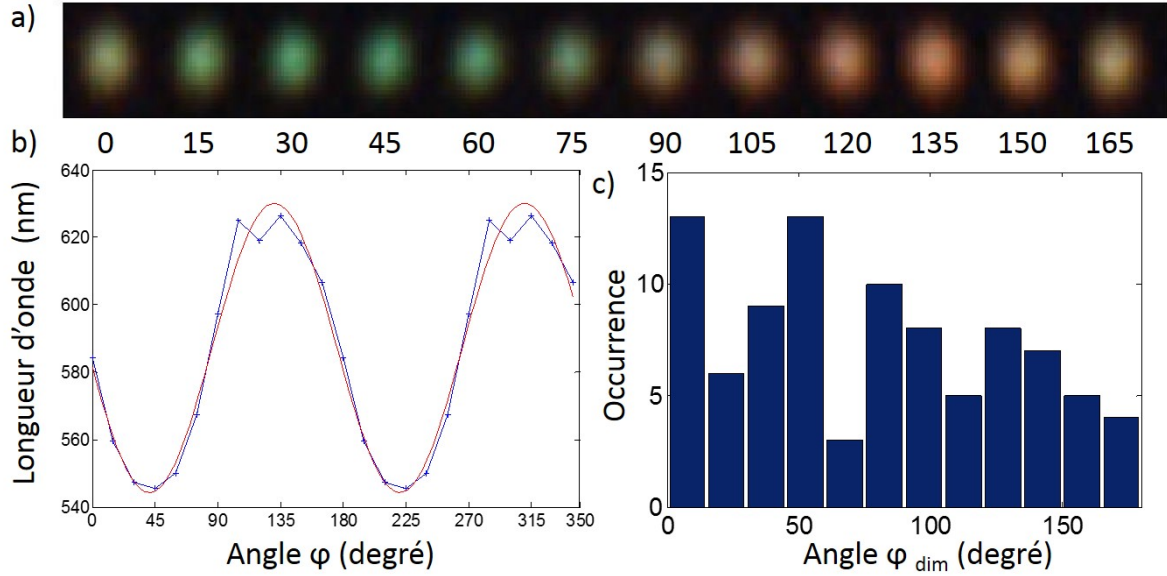 a)
0 15 30 45 60 75 90 105 120 135 150 165
b)
640
620
600
580
560
540
0 45 90 135 180 225 270 315 350
Longueur d'onde (nm)
Angle φ (degré)
c)
15
10
5
0
0 50 100 150
Occurrence
Angle φ dim (degré)